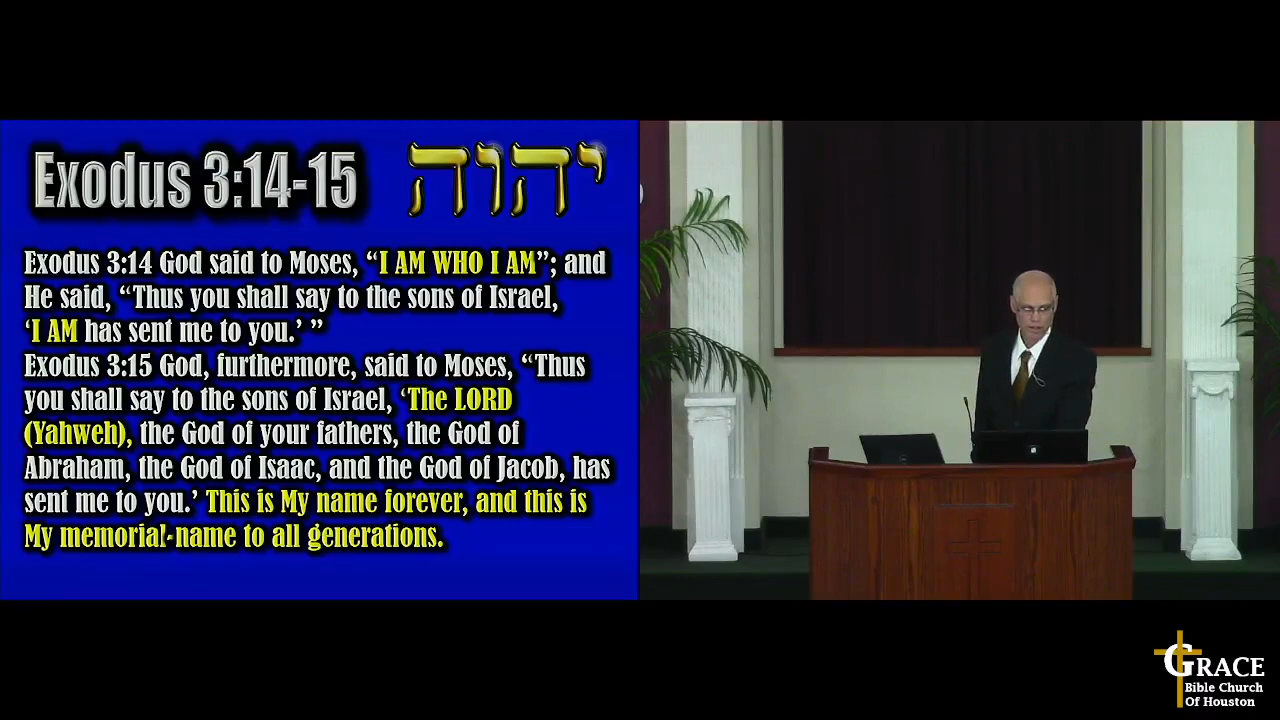 Exodus 3:14-15 יהוה
Exodus 3:14 God said to Moses, “I AM WHO I AM”; and
He said, “Thus you shall say to the sons of Israel,
‘I AM has sent me to you.’ ”
Exodus 3:15 God, furthermore, said to Moses, “Thus
you shall say to the sons of Israel, ‘The LORD
(Yahweh), the God of your fathers, the God of
Abraham, the God of Isaac, and the God of Jacob, has
sent me to you.’ This is My name forever, and this is
My memorial-name to all generations.
GRACE
Bible Church
Of Houston